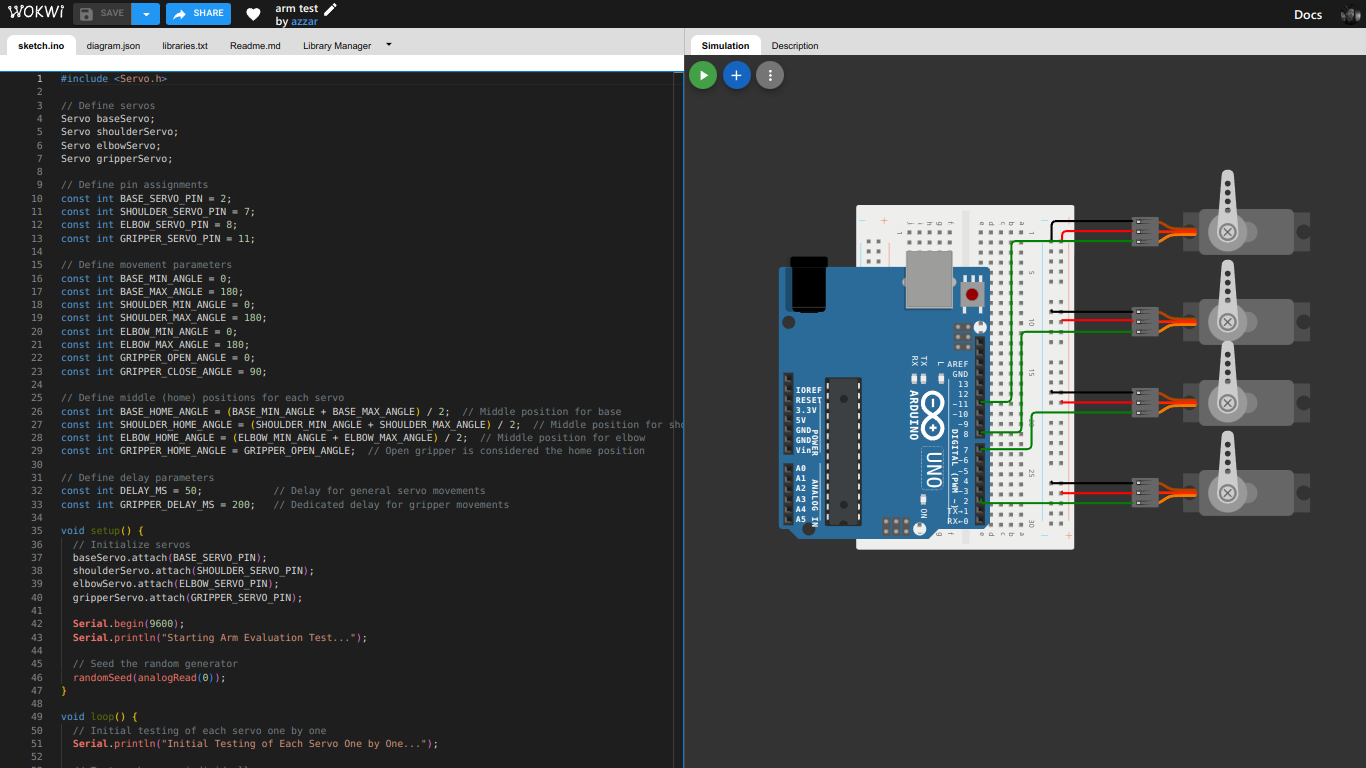 WOKWI
SAVE
SHARE
arm test
by azzar
Docs
sketch.ino
diagram.json
libraries.txt
Readme.md
Library Manager
Simulation
Description
1 #include <Servo.h>
2
3 // Define servos
4 Servo baseServo;
5 Servo shoulderServo;
6 Servo elbowServo;
7 Servo gripperServo;
8
9 // Define pin assignments
10 const int BASE_SERVO_PIN = 2;
11 const int SHOULDER_SERVO_PIN = 7;
12 const int ELBOW_SERVO_PIN = 8;
13 const int GRIPPER_SERVO_PIN = 11;
14
15 // Define movement parameters
16 const int BASE_MIN_ANGLE = 0;
17 const int BASE_MAX_ANGLE = 180;
18 const int SHOULDER_MIN_ANGLE = 0;
19 const int SHOULDER_MAX_ANGLE = 180;
20 const int ELBOW_MIN_ANGLE = 0;
21 const int ELBOW_MAX_ANGLE = 180;
22 const int GRIPPER_OPEN_ANGLE = 0;
23 const int GRIPPER_CLOSE_ANGLE = 90;
24
25 // Define middle (home) positions for each servo
26 const int BASE_HOME_ANGLE = (BASE_MIN_ANGLE + BASE_MAX_ANGLE) / 2;  // Middle position for base
27 const int SHOULDER_HOME_ANGLE = (SHOULDER_MIN_ANGLE + SHOULDER_MAX_ANGLE) / 2;  // Middle position for sho
28 const int ELBOW_HOME_ANGLE = (ELBOW_MIN_ANGLE + ELBOW_MAX_ANGLE) / 2;  // Middle position for elbow
29 const int GRIPPER_HOME_ANGLE = GRIPPER_OPEN_ANGLE;  // Open gripper is considered the home position
30
31 // Define delay parameters
32 const int DELAY_MS = 50;            // Delay for general servo movements
33 const int GRIPPER_DELAY_MS = 200;   // Dedicated delay for gripper movements
34
35 void setup() {
36   // Initialize servos
37   baseServo.attach(BASE_SERVO_PIN);
38   shoulderServo.attach(SHOULDER_SERVO_PIN);
39   elbowServo.attach(ELBOW_SERVO_PIN);
40   gripperServo.attach(GRIPPER_SERVO_PIN);
41
42   Serial.begin(9600);
43   Serial.println("Starting Arm Evaluation Test...");
44
45   // Seed the random generator
46   randomSeed(analogRead(0));
47 }
48
49 void loop() {
50   // Initial testing of each servo one by one
51   Serial.println("Initial Testing of Each Servo One by One...");
52
IOREF
RESET
3.3V
5V
GND
GND
Vin
POWER
A0
A1
A2
A3
A4
A5
ANALOG IN
RX
TX
L
ARDUINO
UNO
ON
AREF
GND
13
12
~11
~10
~9
8
7
~6
~5
4
~3
2
TX→1
RX←0
DIGITAL (PWM ~)
1
5
10
15
25
30